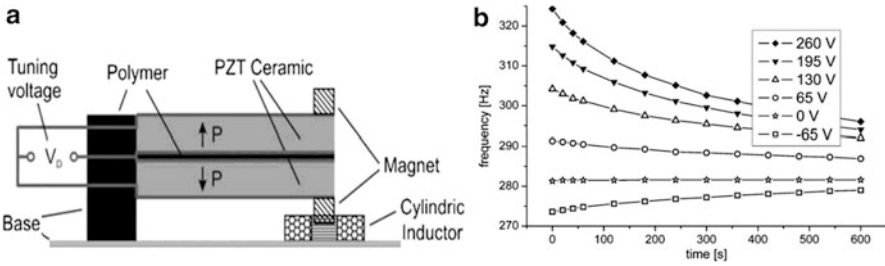 a
Tuning
voltage
Polymer
PZT Ceramic
P
V_D
P
Magnet
Base
Cylindric
Inductor
b
frequency [Hz]
320
310
300
290
280
270
260 V
195 V
130 V
65 V
0 V
-65 V
0 100 200 300 400 500 600
time [s]